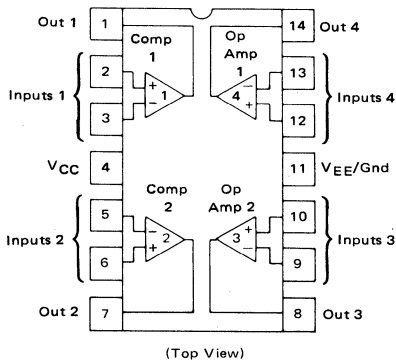 Out 1
1
14
Out 4
Comp
1
Op
Amp
1
Inputs 1
2
3
+
−
1
−
+
4
13
12
Inputs 4
VCC
4
11
VEE/Gnd
Comp
2
Op
Amp 2
Inputs 2
5
6
−
+
2
+
−
3
10
9
Inputs 3
Out 2
7
8
Out 3
(Top View)